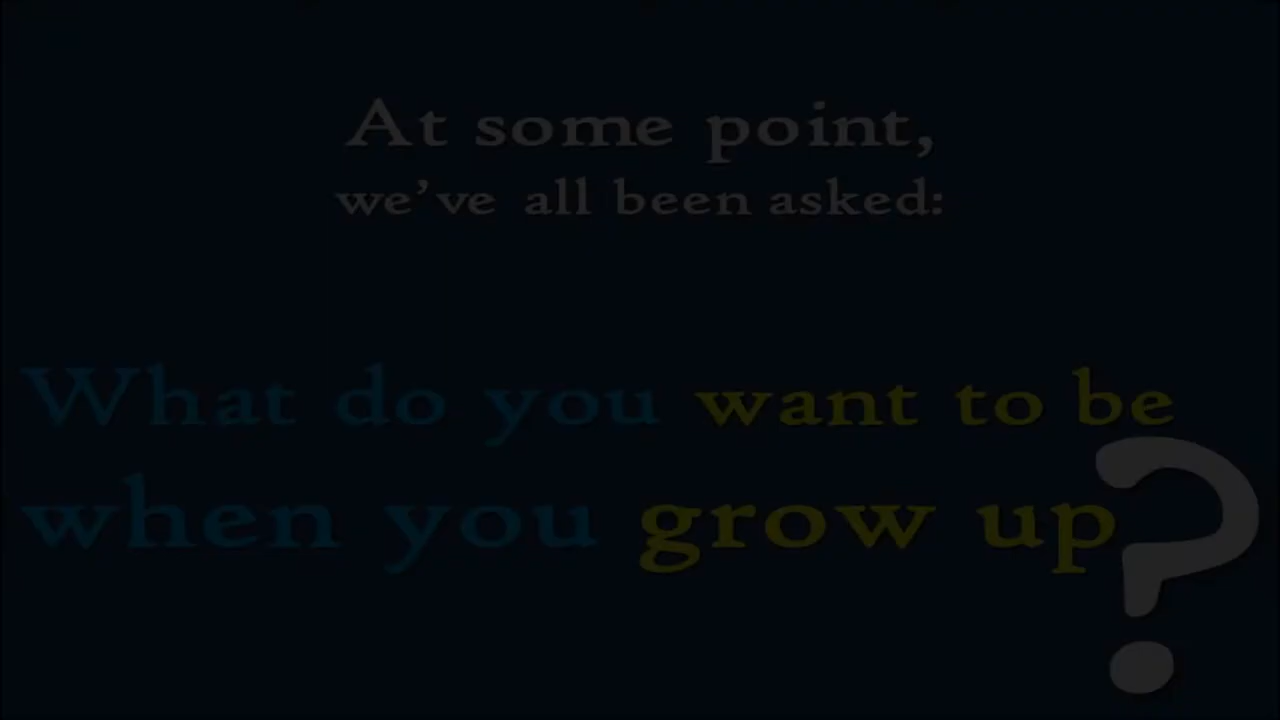 At some point,
we've all been asked:
What do you want to be
when you grow up?